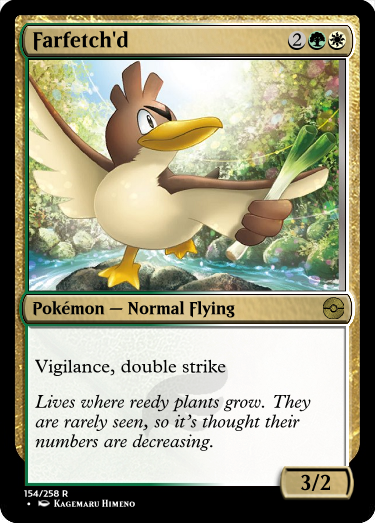 Farfetch'd 2
Pokémon — Normal Flying
Vigilance, double strike
Lives where reedy plants grow. They
are rarely seen, so it's thought their
numbers are decreasing.
3/2
154/258 R
• Kagemaru Himeno